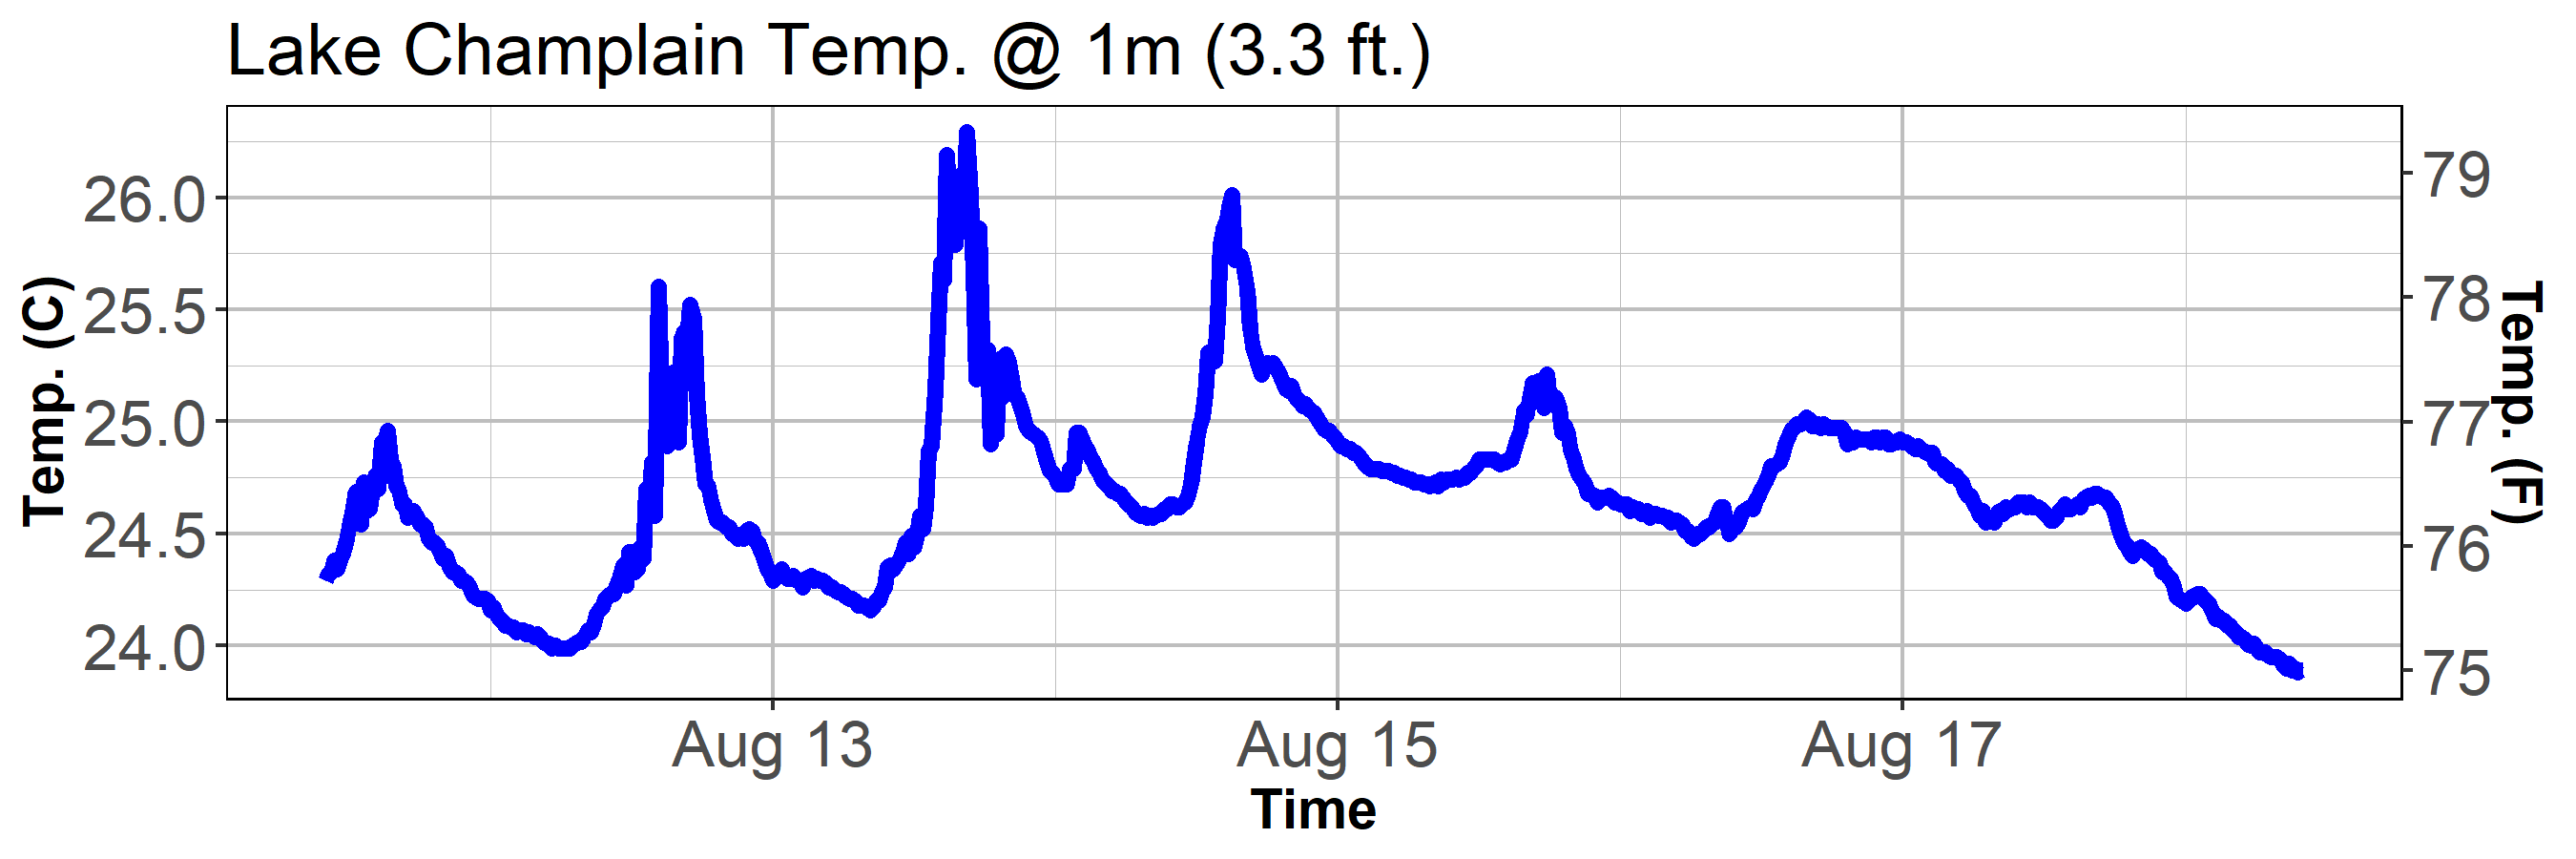 Lake Champlain Temp. @ 1m (3.3 ft.)
Temp. (C)
26.0
25.5
25.0
24.5
24.0
79
78
77
76
75
Temp. (F)
Aug 13
Aug 15
Aug 17
Time